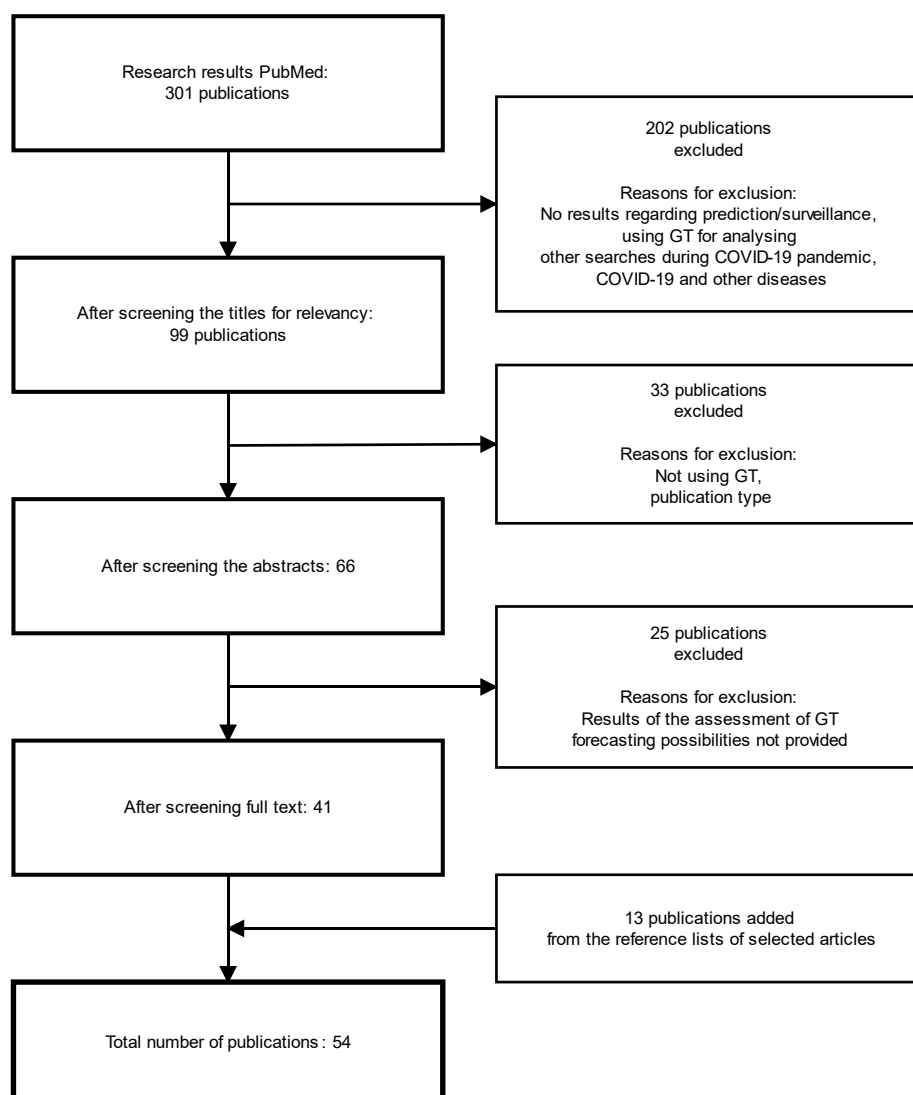 Research results PubMed:
301 publications
202 publications
excluded
Reasons for exclusion:
No results regarding prediction/surveillance,
using GT for analysing
other searches during COVID-19 pandemic,
COVID-19 and other diseases
After screening the titles for relevancy:
99 publications
33 publications
excluded
Reasons for exclusion:
Not using GT,
publication type
After screening the abstracts: 66
25 publications
excluded
Reasons for exclusion:
Results of the assessment of GT
forecasting possibilities not provided
After screening full text: 41
13 publications added
from the reference lists of selected articles
Total number of publications: 54